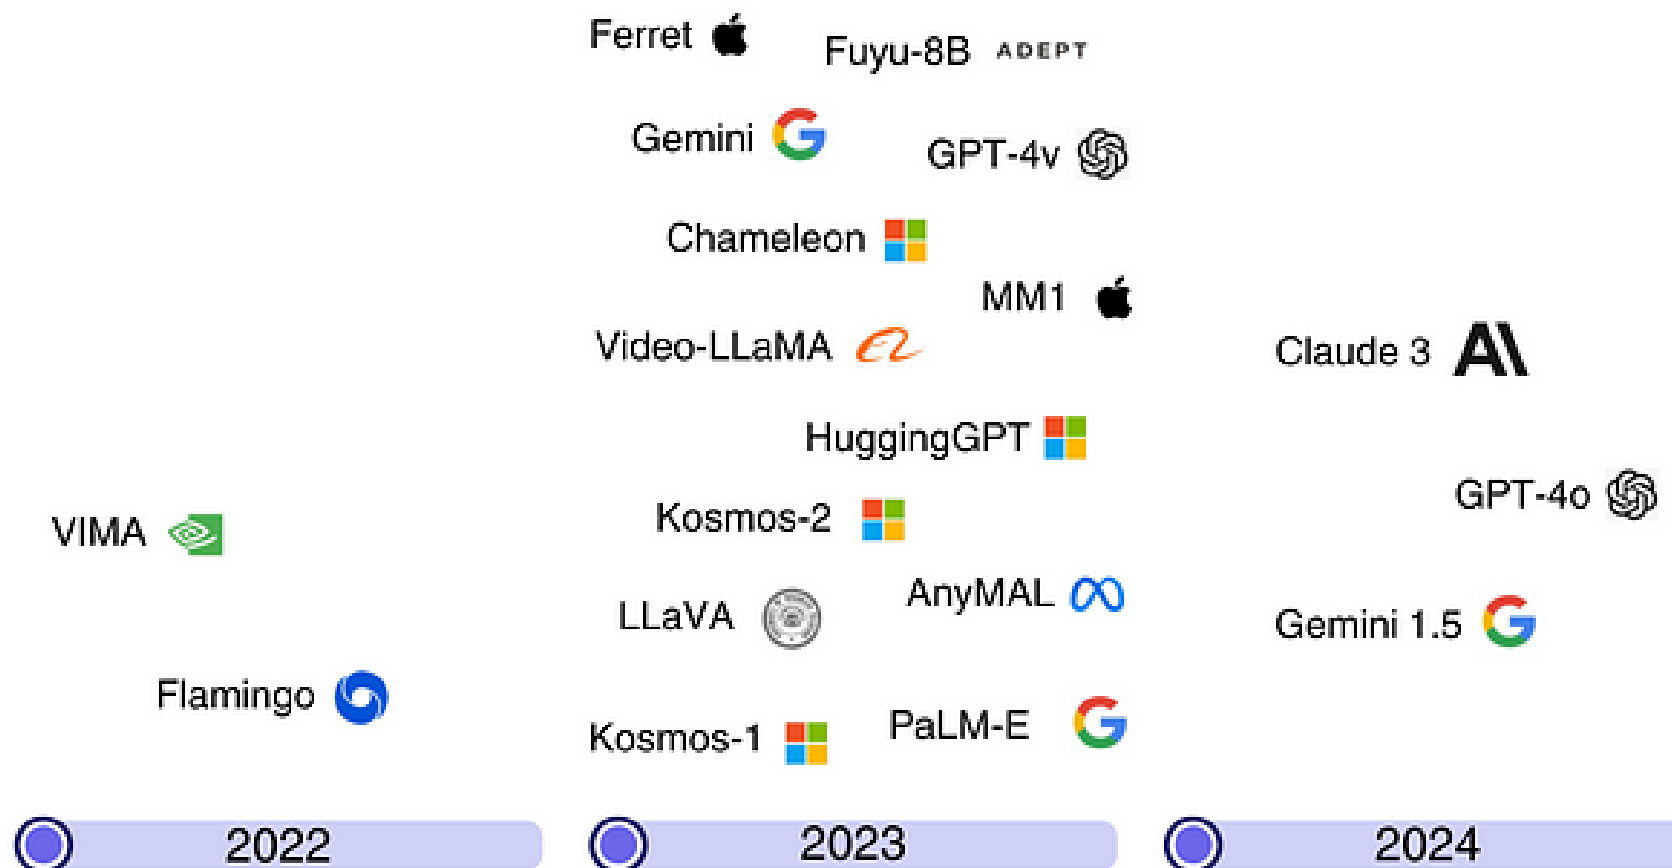 Ferret
Fuyu-8B ADEPT
Gemini
GPT-4v
Chameleon
MM1
Video-LLaMA
Claude 3 A\
HuggingGPT
GPT-4o
Kosmos-2
VIMA
AnyMAL
LLaVA
Gemini 1.5
Flamingo
PaLM-E
Kosmos-1
2022
2023
2024